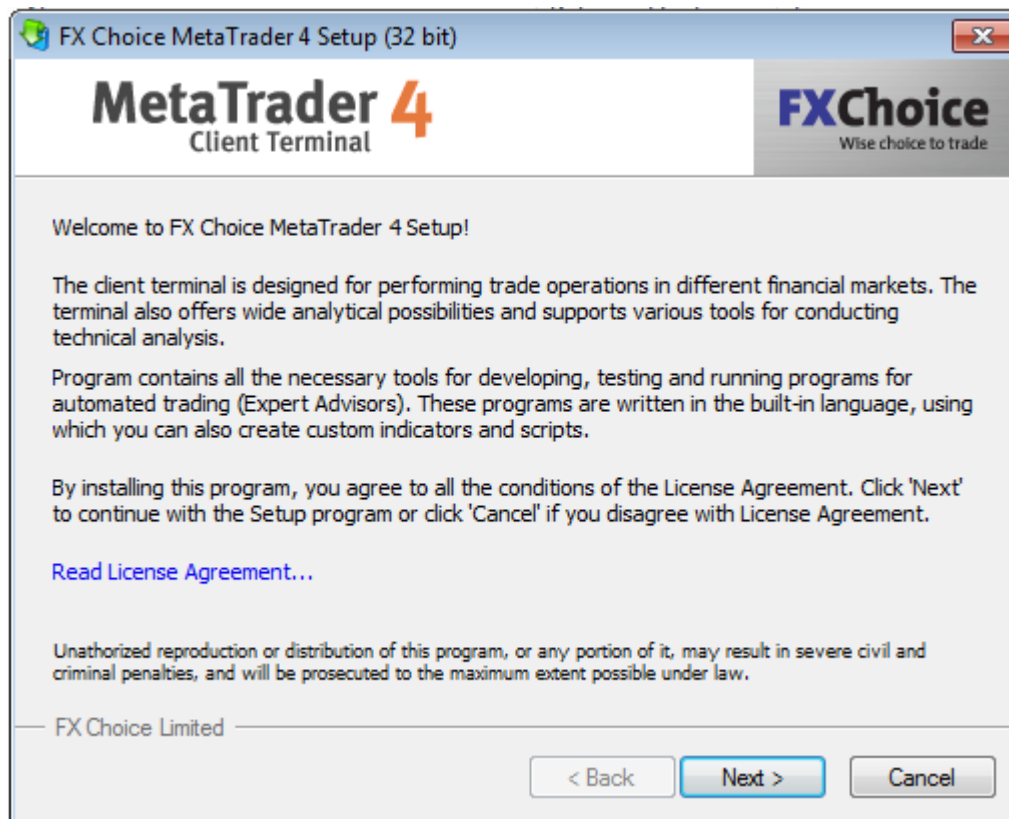 FX Choice MetaTrader 4 Setup (32 bit)
MetaTrader 4
Client Terminal
FXChoice
Wise choice to trade
Welcome to FX Choice MetaTrader 4 Setup!
The client terminal is designed for performing trade operations in different financial markets. The
terminal also offers wide analytical possibilities and supports various tools for conducting
technical analysis.
Program contains all the necessary tools for developing, testing and running programs for
automated trading (Expert Advisors). These programs are written in the built-in language, using
which you can also create custom indicators and scripts.
By installing this program, you agree to all the conditions of the License Agreement. Click 'Next'
to continue with the Setup program or click 'Cancel' if you disagree with License Agreement.
Read License Agreement...
Unathorized reproduction or distribution of this program, or any portion of it, may result in severe civil and
criminal penalties, and will be prosecuted to the maximum extent possible under law.
FX Choice Limited
< Back
Next >
Cancel